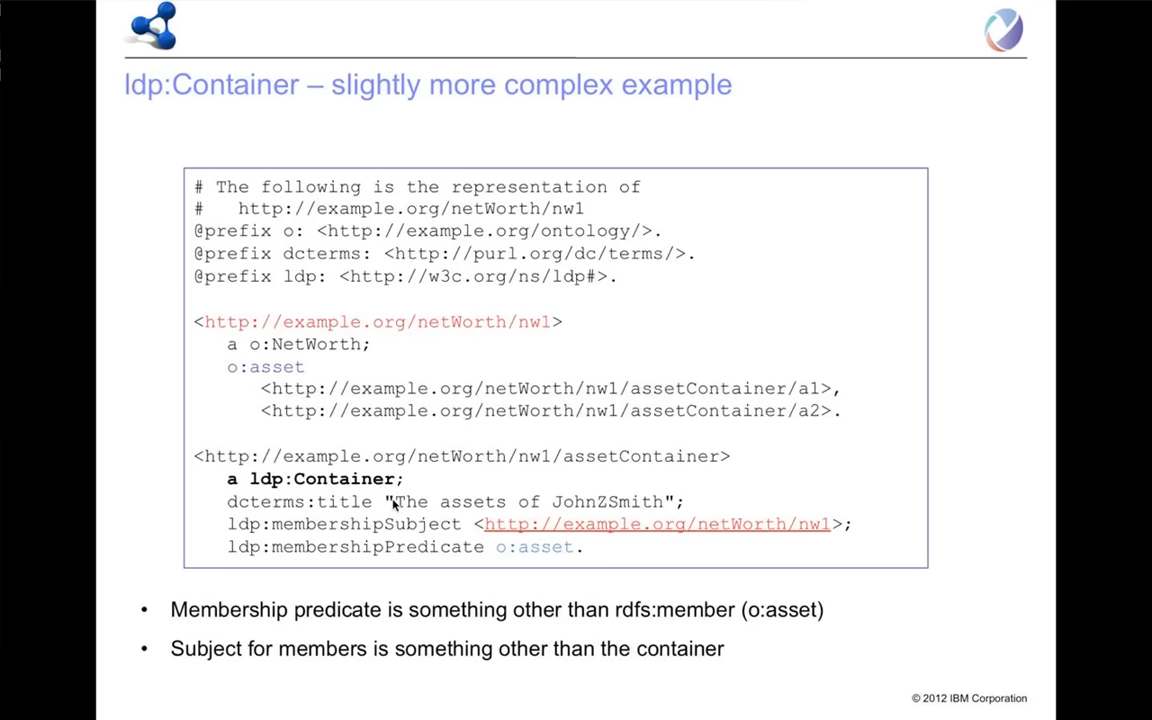 ldp:Container – slightly more complex example
# The following is the representation of
#   http://example.org/netWorth/nw1
@prefix o: <http://example.org/ontology/>.
@prefix dcterms: <http://purl.org/dc/terms/>.
@prefix ldp: <http://w3c.org/ns/ldp#>.
<http://example.org/netWorth/nw1>
a o:NetWorth;
o:asset
<http://example.org/netWorth/nw1/assetContainer/a1>,
<http://example.org/netWorth/nw1/assetContainer/a2>.
<http://example.org/netWorth/nw1/assetContainer>
a ldp:Container;
dcterms:title "The assets of JohnZSmith";
ldp:membershipSubject <http://example.org/netWorth/nw1>;
ldp:membershipPredicate o:asset.
• Membership predicate is something other than rdfs:member (o:asset)
• Subject for members is something other than the container
© 2012 IBM Corporation